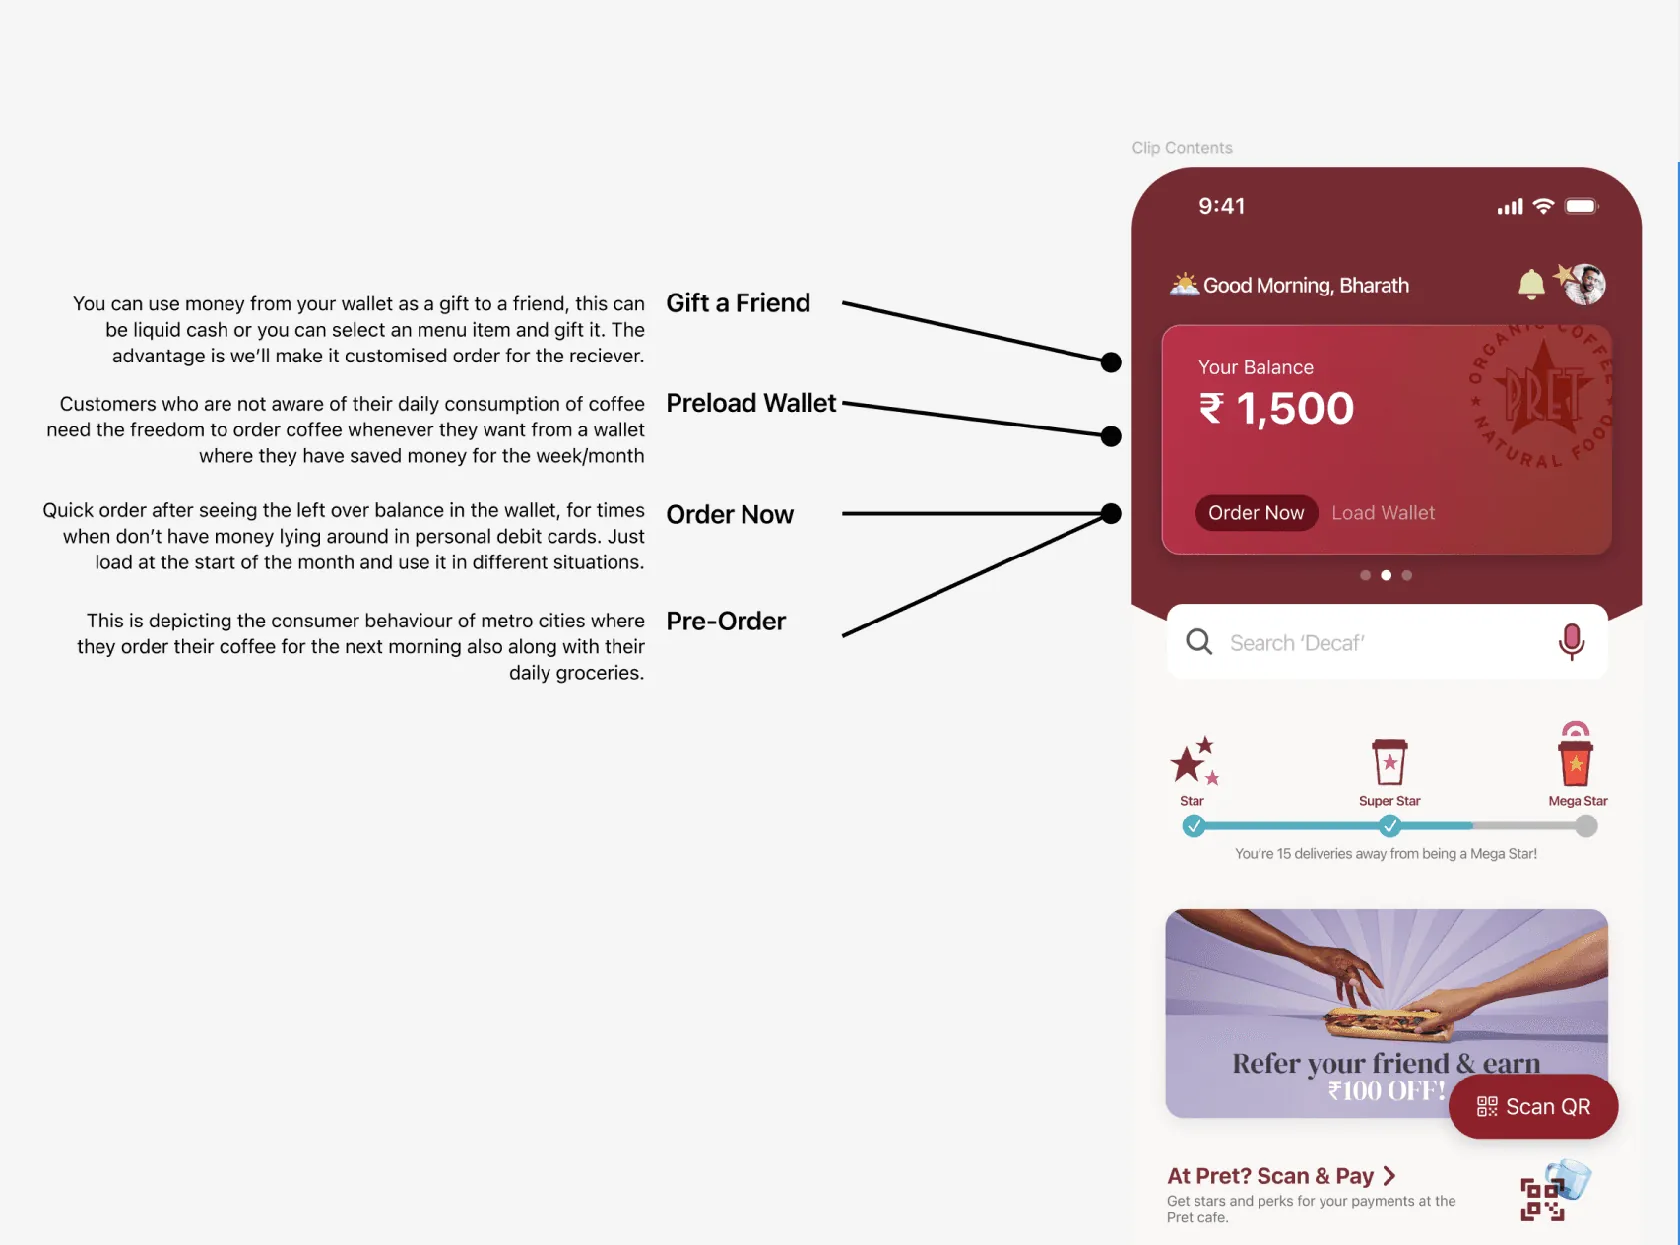 Clip Contents
9:41
Good Morning, Bharath
You can use money from your wallet as a gift to a friend, this can
be liquid cash or you can select an menu item and gift it. The
advantage is we'll make it customised order for the reciever.
Gift a Friend
Customers who are not aware of their daily consumption of coffee
need the freedom to order coffee whenever they want from a wallet
where they have saved money for the week/month
Preload Wallet
Quick order after seeing the left over balance in the wallet, for times
when don't have money lying around in personal debit cards. Just
load at the start of the month and use it in different situations.
Order Now
This is depicting the consumer behaviour of metro cities where
they order their coffee for the next morning also along with their
daily groceries.
Pre-Order
Your Balance
₹ 1,500
ORGANIC COFFEE
PRET
NATURAL FOOD
Order Now
Load Wallet
Search ‘Decaf’
Star
Super Star
Mega Star
You're 15 deliveries away from being a Mega Star!
Refer your friend & earn
₹100 OFF!
Scan QR
At Pret? Scan & Pay
Get stars and perks for your payments at the
Pret cafe.